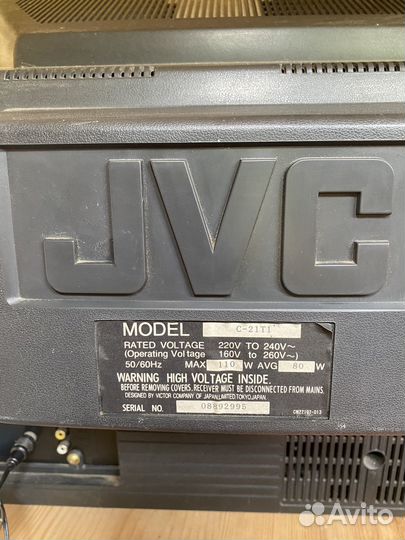 JVC
MODEL C-21T1
RATED VOLTAGE 220V TO 240V~
(Operating Voltage 160V to 260V~)
50/60Hz MAX 110 W AVG 80 W
WARNING HIGH VOLTAGE INSIDE.
BEFORE REMOVING COVERS, RECEIVER MUST BE DISCONNECTED FROM MAINS.
DESIGNED BY VICTOR COMPANY OF JAPAN,LIMITED TOKYO,JAPAN
SERIAL NO. 08892995
Avito